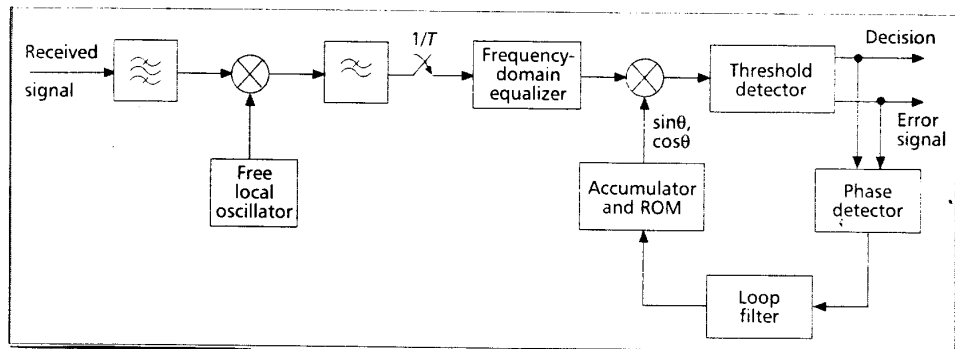 Received
signal
1/T
Frequency-
domain
equalizer
Threshold
detector
Decision
Error
signal
sinθ,
cosθ
Free
local
oscillator
Accumulator
and ROM
Phase
detector
Loop
filter